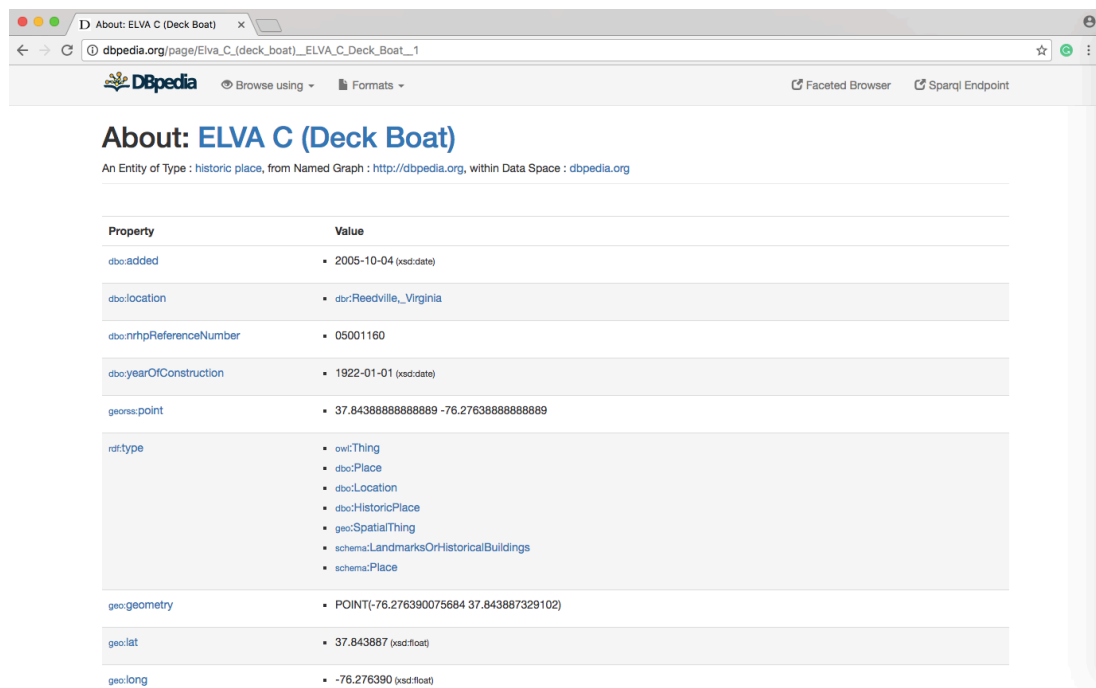 D About: ELVA C (Deck Boat)
dbpedia.org/page/Elva_C_(deck_boat)__ELVA_C_Deck_Boat__1
DBpedia Browse using Formats Faceted Browser Sparql Endpoint
About: ELVA C (Deck Boat)
An Entity of Type : historic place, from Named Graph : http://dbpedia.org, within Data Space : dbpedia.org
Property Value
dbo:added 2005-10-04 (xsd:date)
dbo:location dbr:Reedville,_Virginia
dbo:nrhpReferenceNumber 05001160
dbo:yearOfConstruction 1922-01-01 (xsd:date)
georss:point 37.84388888888889 -76.27638888888889
rdf:type owl:Thing
dbo:Place
dbo:Location
dbo:HistoricPlace
geo:SpatialThing
schema:LandmarksOrHistoricalBuildings
schema:Place
geo:geometry POINT(-76.276390075684 37.843887329102)
geo:lat 37.843887 (xsd:float)
geo:long -76.276390 (xsd:float)